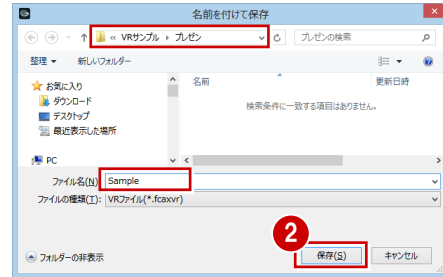 名前を付けて保存
« VRサンプル ▸ プレゼン
プレゼンの検索
整理 新しいフォルダー
お気に入り
ダウンロード
デスクトップ
最近表示した場所
PC
名前 更新日時
検索条件に一致する項目はありません。
ファイル名(N): Sample
ファイルの種類(T): VRファイル(*.fcaxvr)
2
フォルダーの非表示
保存(S) キャンセル